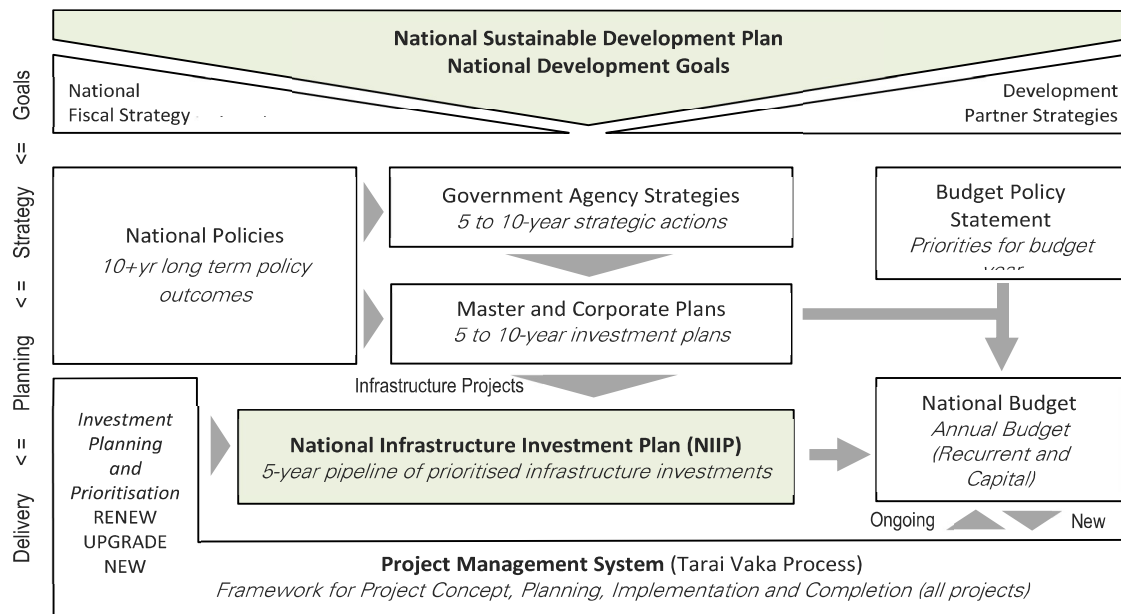 National Sustainable Development Plan
National Development Goals
National
Fiscal Strategy
Development
Partner Strategies
Delivery <= Planning <= Strategy <= Goals
National Policies
10+yr long term policy
outcomes
Government Agency Strategies
5 to 10-year strategic actions
Budget Policy
Statement
Priorities for budget
year
Master and Corporate Plans
5 to 10-year investment plans
Infrastructure Projects
Investment
Planning
and
Prioritisation
RENEW
UPGRADE
NEW
National Infrastructure Investment Plan (NIIP)
5-year pipeline of prioritised infrastructure investments
National Budget
Annual Budget
(Recurrent and
Capital)
Ongoing
New
Project Management System (Tarai Vaka Process)
Framework for Project Concept, Planning, Implementation and Completion (all projects)